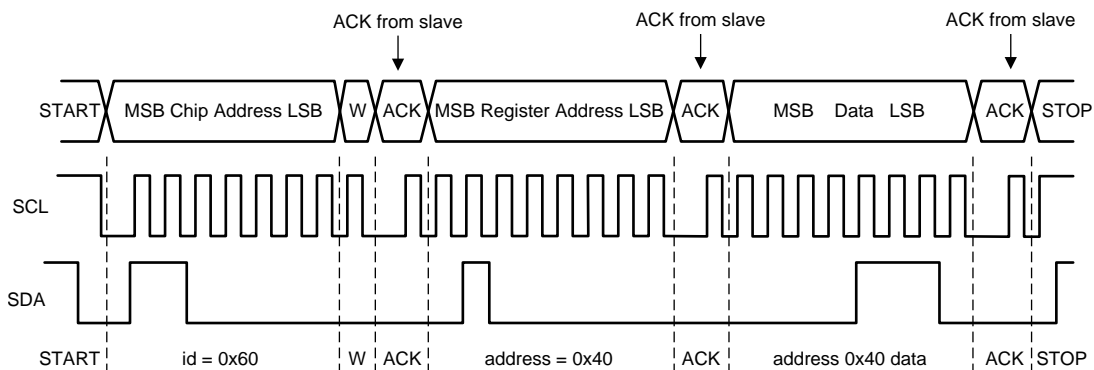 ACK from slave ACK from slave ACK from slave
START MSB Chip Address LSB W ACK MSB Register Address LSB ACK MSB Data LSB ACK STOP
SCL
SDA
START id = 0x60 W ACK address = 0x40 ACK address 0x40 data ACK STOP